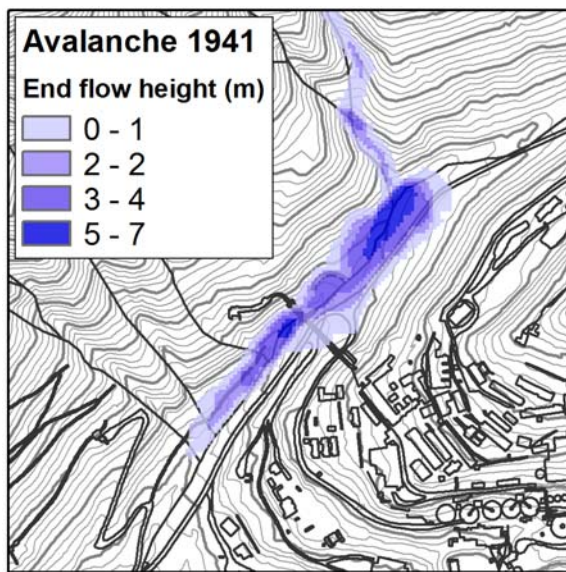 Avalanche 1941
End flow height (m)
0 - 1
2 - 2
3 - 4
5 - 7